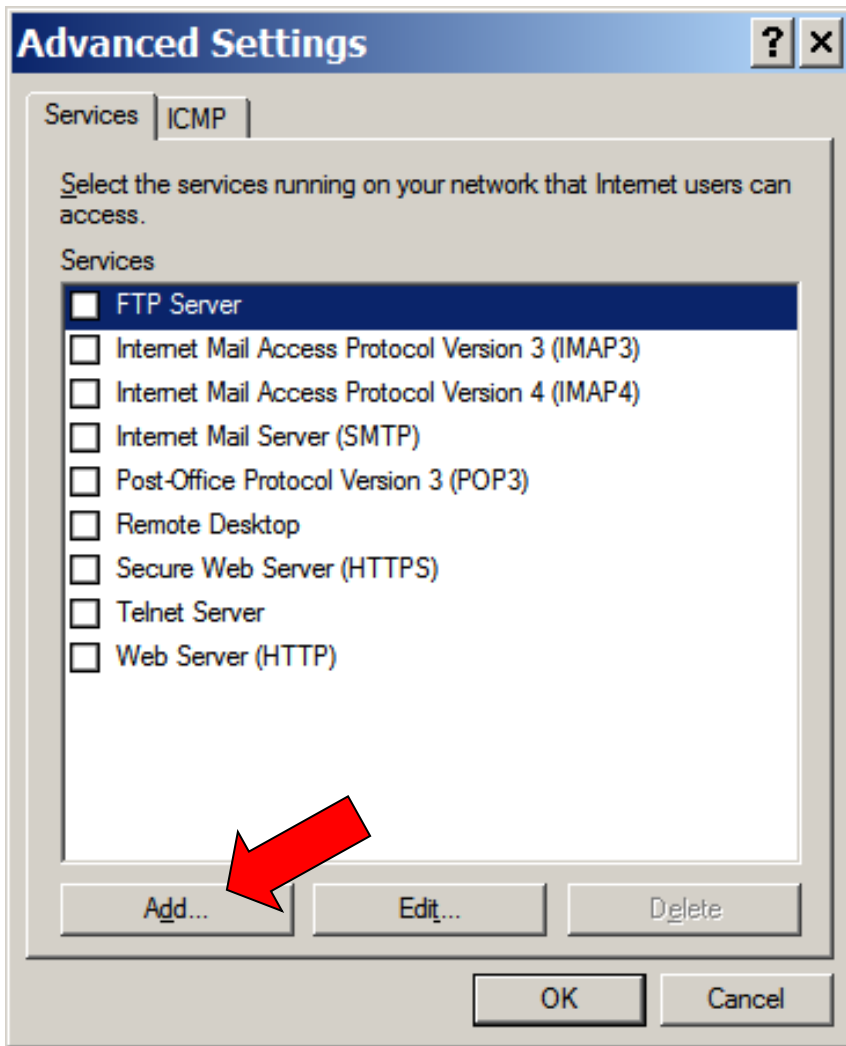 Advanced Settings
Services ICMP
Select the services running on your network that Internet users can
access.
Services
FTP Server
Internet Mail Access Protocol Version 3 (IMAP3)
Internet Mail Access Protocol Version 4 (IMAP4)
Internet Mail Server (SMTP)
Post-Office Protocol Version 3 (POP3)
Remote Desktop
Secure Web Server (HTTPS)
Telnet Server
Web Server (HTTP)
Add... Edit... Delete
OK Cancel